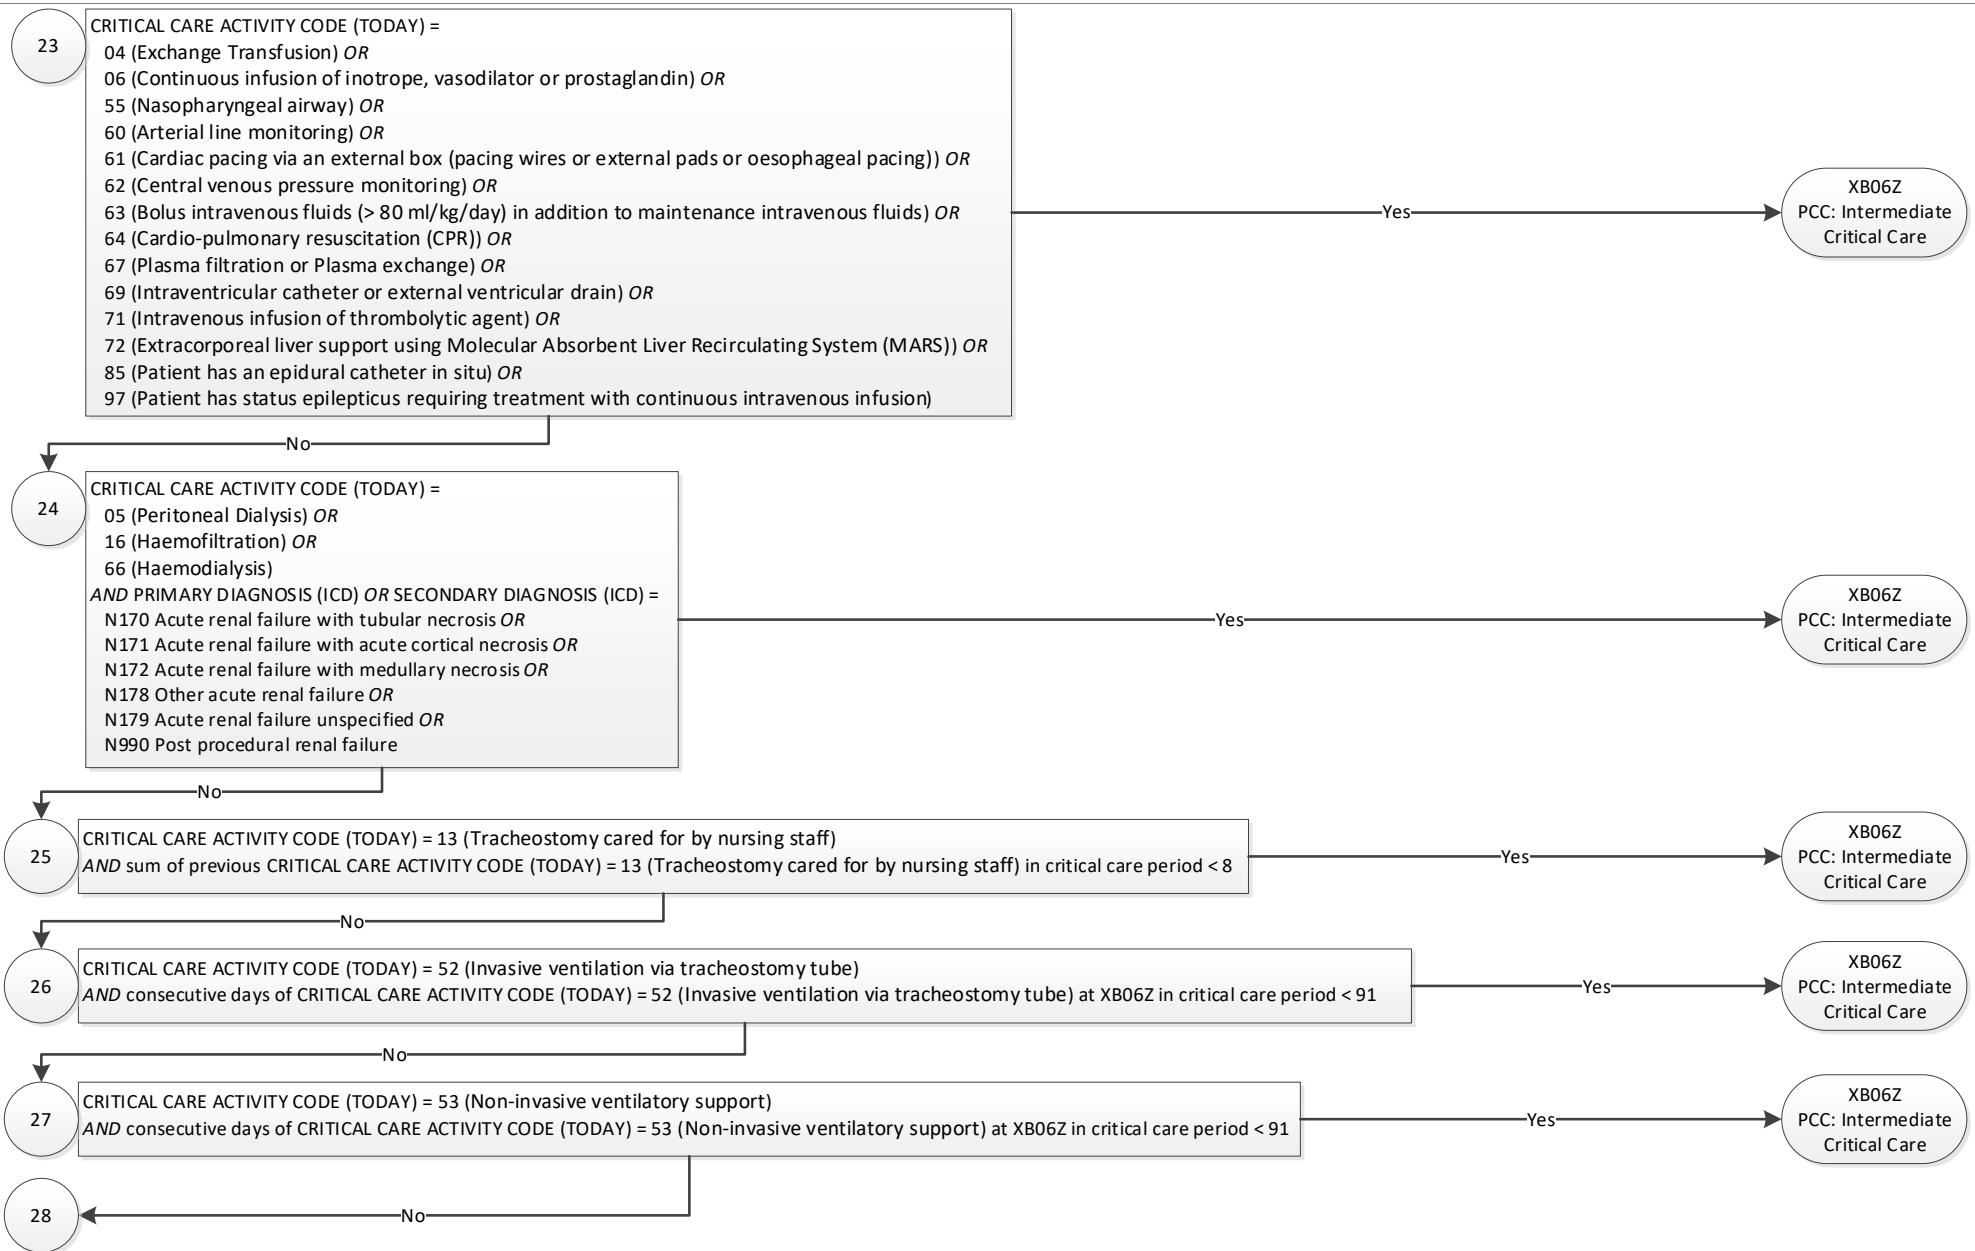 23
CRITICAL CARE ACTIVITY CODE (TODAY) =
04 (Exchange Transfusion) OR
06 (Continuous infusion of inotrope, vasodilator or prostaglandin) OR
55 (Nasopharyngeal airway) OR
60 (Arterial line monitoring) OR
61 (Cardiac pacing via an external box (pacing wires or external pads or oesophageal pacing)) OR
62 (Central venous pressure monitoring) OR
63 (Bolus intravenous fluids (> 80 ml/kg/day) in addition to maintenance intravenous fluids) OR
64 (Cardio-pulmonary resuscitation (CPR)) OR
67 (Plasma filtration or Plasma exchange) OR
69 (Intraventricular catheter or external ventricular drain) OR
71 (Intravenous infusion of thrombolytic agent) OR
72 (Extracorporeal liver support using Molecular Absorbent Liver Recirculating System (MARS)) OR
85 (Patient has an epidural catheter in situ) OR
97 (Patient has status epilepticus requiring treatment with continuous intravenous infusion)
Yes
XB06Z
PCC: Intermediate
Critical Care
No
24
CRITICAL CARE ACTIVITY CODE (TODAY) =
05 (Peritoneal Dialysis) OR
16 (Haemofiltration) OR
66 (Haemodialysis)
AND PRIMARY DIAGNOSIS (ICD) OR SECONDARY DIAGNOSIS (ICD) =
N170 Acute renal failure with tubular necrosis OR
N171 Acute renal failure with acute cortical necrosis OR
N172 Acute renal failure with medullary necrosis OR
N178 Other acute renal failure OR
N179 Acute renal failure unspecified OR
N990 Post procedural renal failure
Yes
XB06Z
PCC: Intermediate
Critical Care
No
25
CRITICAL CARE ACTIVITY CODE (TODAY) = 13 (Tracheostomy cared for by nursing staff)
AND sum of previous CRITICAL CARE ACTIVITY CODE (TODAY) = 13 (Tracheostomy cared for by nursing staff) in critical care period < 8
Yes
XB06Z
PCC: Intermediate
Critical Care
No
26
CRITICAL CARE ACTIVITY CODE (TODAY) = 52 (Invasive ventilation via tracheostomy tube)
AND consecutive days of CRITICAL CARE ACTIVITY CODE (TODAY) = 52 (Invasive ventilation via tracheostomy tube) at XB06Z in critical care period < 91
Yes
XB06Z
PCC: Intermediate
Critical Care
No
27
CRITICAL CARE ACTIVITY CODE (TODAY) = 53 (Non-invasive ventilatory support)
AND consecutive days of CRITICAL CARE ACTIVITY CODE (TODAY) = 53 (Non-invasive ventilatory support) at XB06Z in critical care period < 91
Yes
XB06Z
PCC: Intermediate
Critical Care
No
28